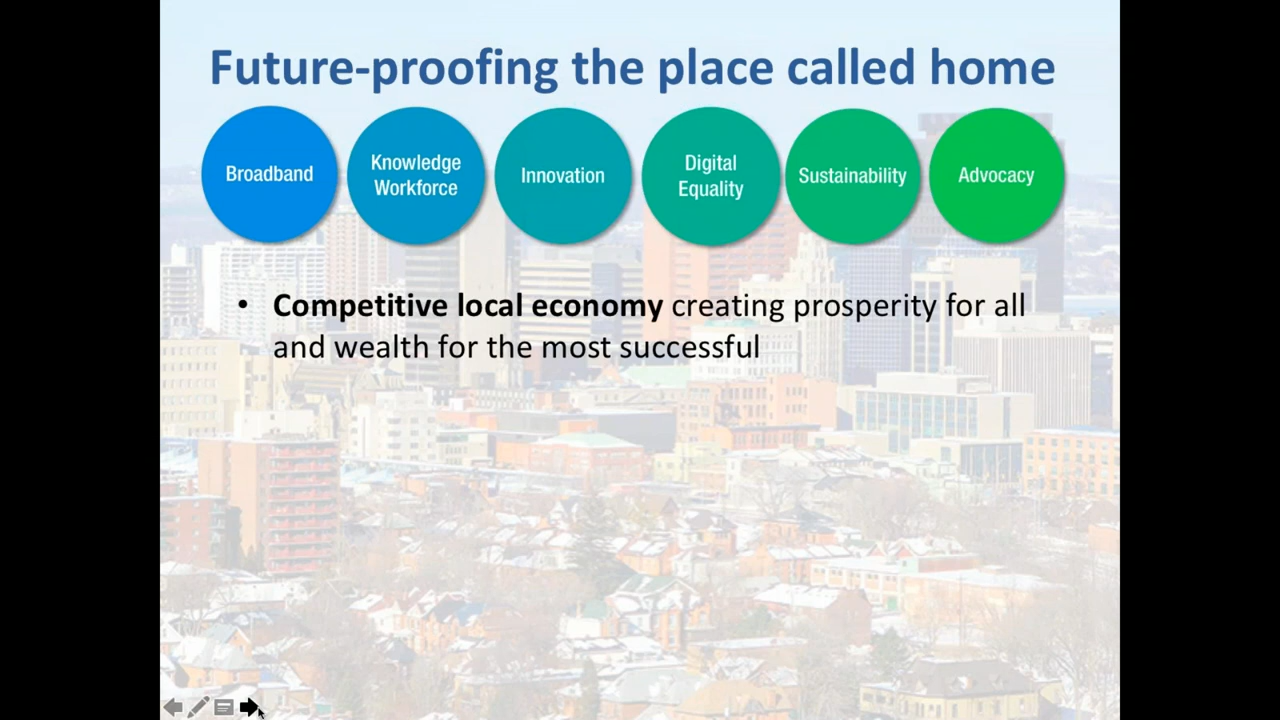 Future-proofing the place called home
Broadband
Knowledge
Workforce
Innovation
Digital
Equality
Sustainability
Advocacy
• Competitive local economy creating prosperity for all
and wealth for the most successful